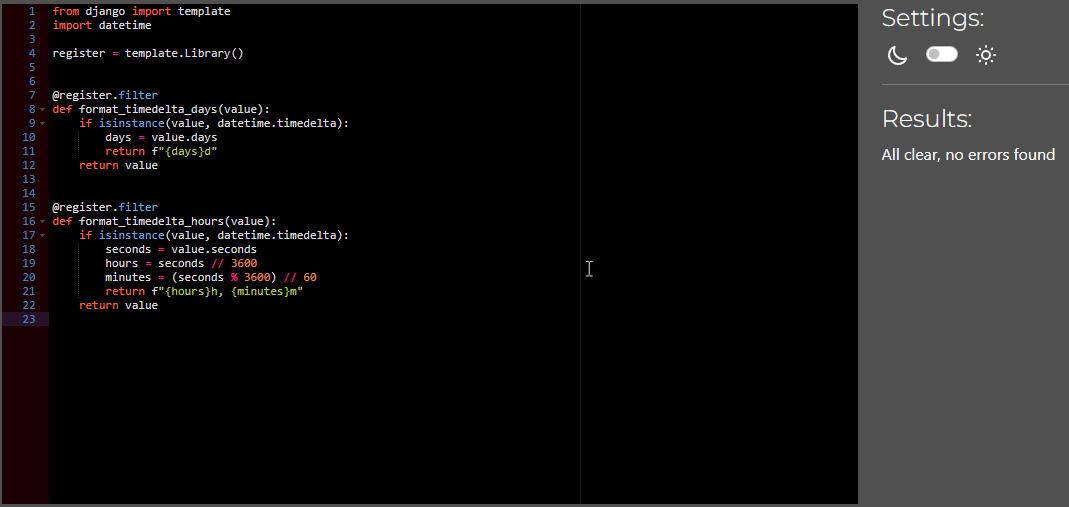 1 from django import template
2 import datetime
3
4 register = template.Library()
5
6
7 @register.filter
8 def format_timedelta_days(value):
9     if isinstance(value, datetime.timedelta):
10         days = value.days
11         return f"{days}d"
12     return value
13
14
15 @register.filter
16 def format_timedelta_hours(value):
17     if isinstance(value, datetime.timedelta):
18         seconds = value.seconds
19         hours = seconds // 3600
20         minutes = (seconds % 3600) // 60
21         return f"{hours}h, {minutes}m"
22     return value
23
Settings:
Results:
All clear, no errors found